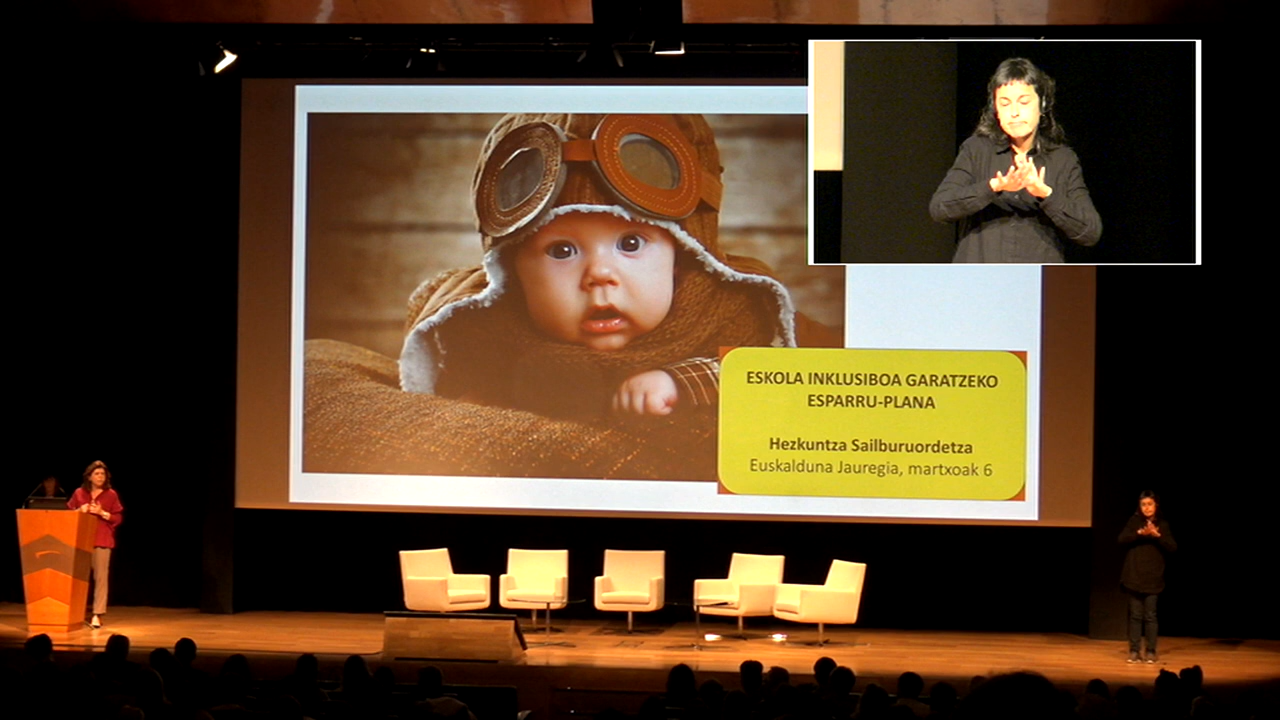 ESKOLA INKLUSIBOA GARATZEKO
ESPARRU-PLANA
Hezkuntza Sailburuordetza
Euskalduna Jauregia, martxoak 6